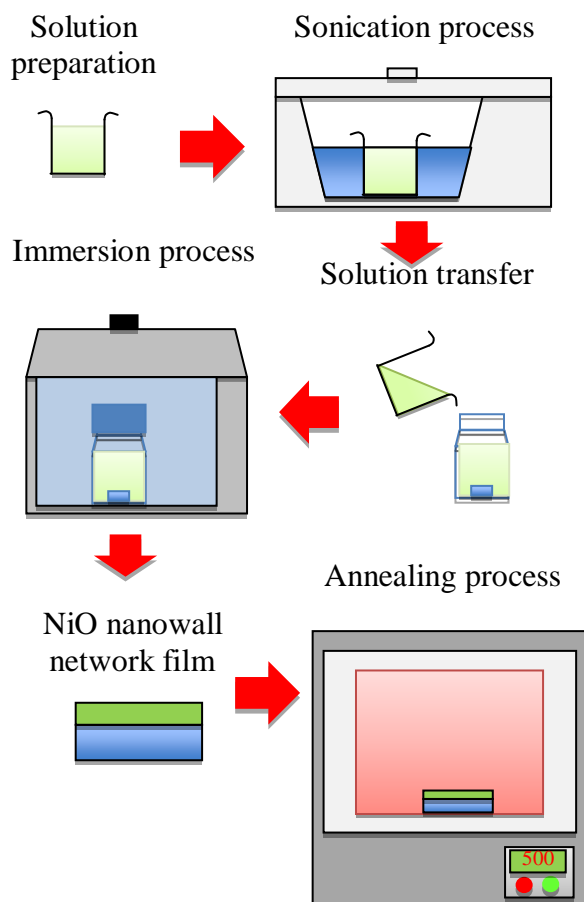 Solution
preparation
Sonication process
Solution transfer
Immersion process
NiO nanowall
network film
Annealing process
500